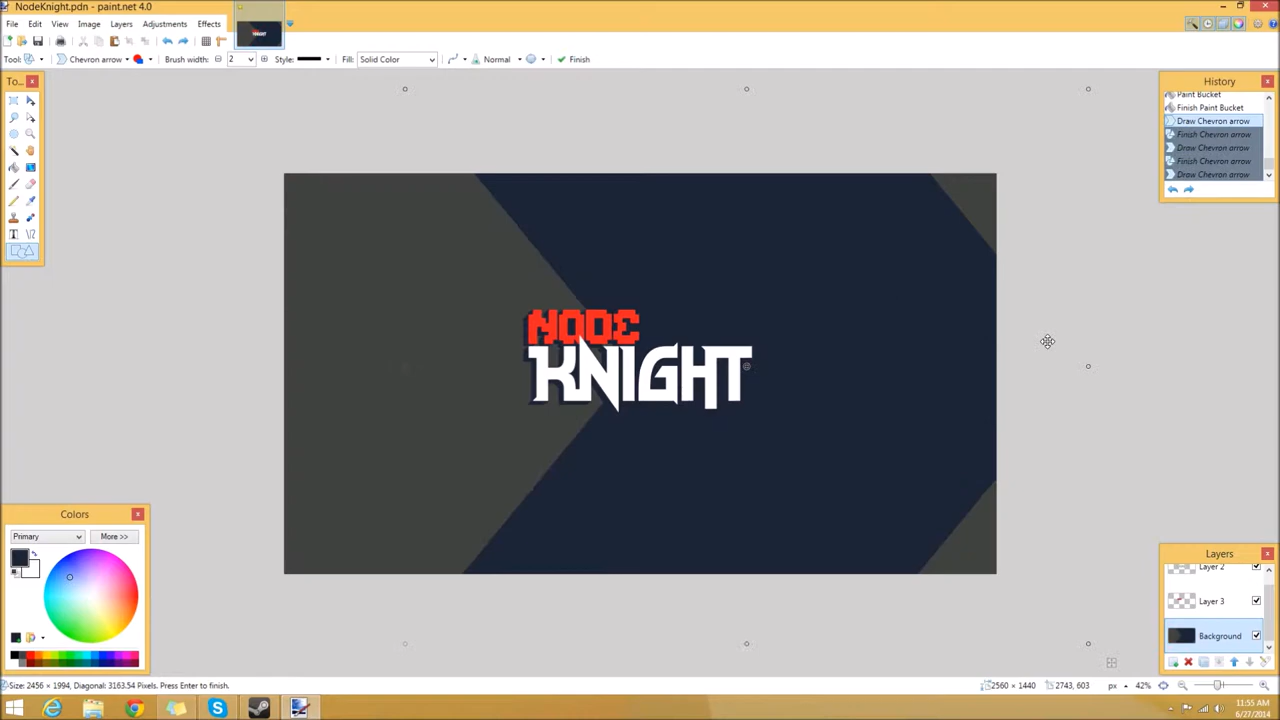 NodeKnight.pdn - paint.net 4.0
File Edit View Image Layers Adjustments Effects
Tool: Chevron arrow Brush width: 2 Style: Fill: Solid Color Normal Finish
To...
History
Paint Bucket
Finish Paint Bucket
Draw Chevron arrow
Finish Chevron arrow
Draw Chevron arrow
Finish Chevron arrow
Draw Chevron arrow
NODE
KNIGHT
Colors
Primary More >>
Layers
Layer 2
Layer 3
Background
Size: 2456 × 1994, Diagonal: 3163.54 Pixels. Press Enter to finish. 2560 × 1440 2743, 603 px 42%
11:55 AM
6/27/2014